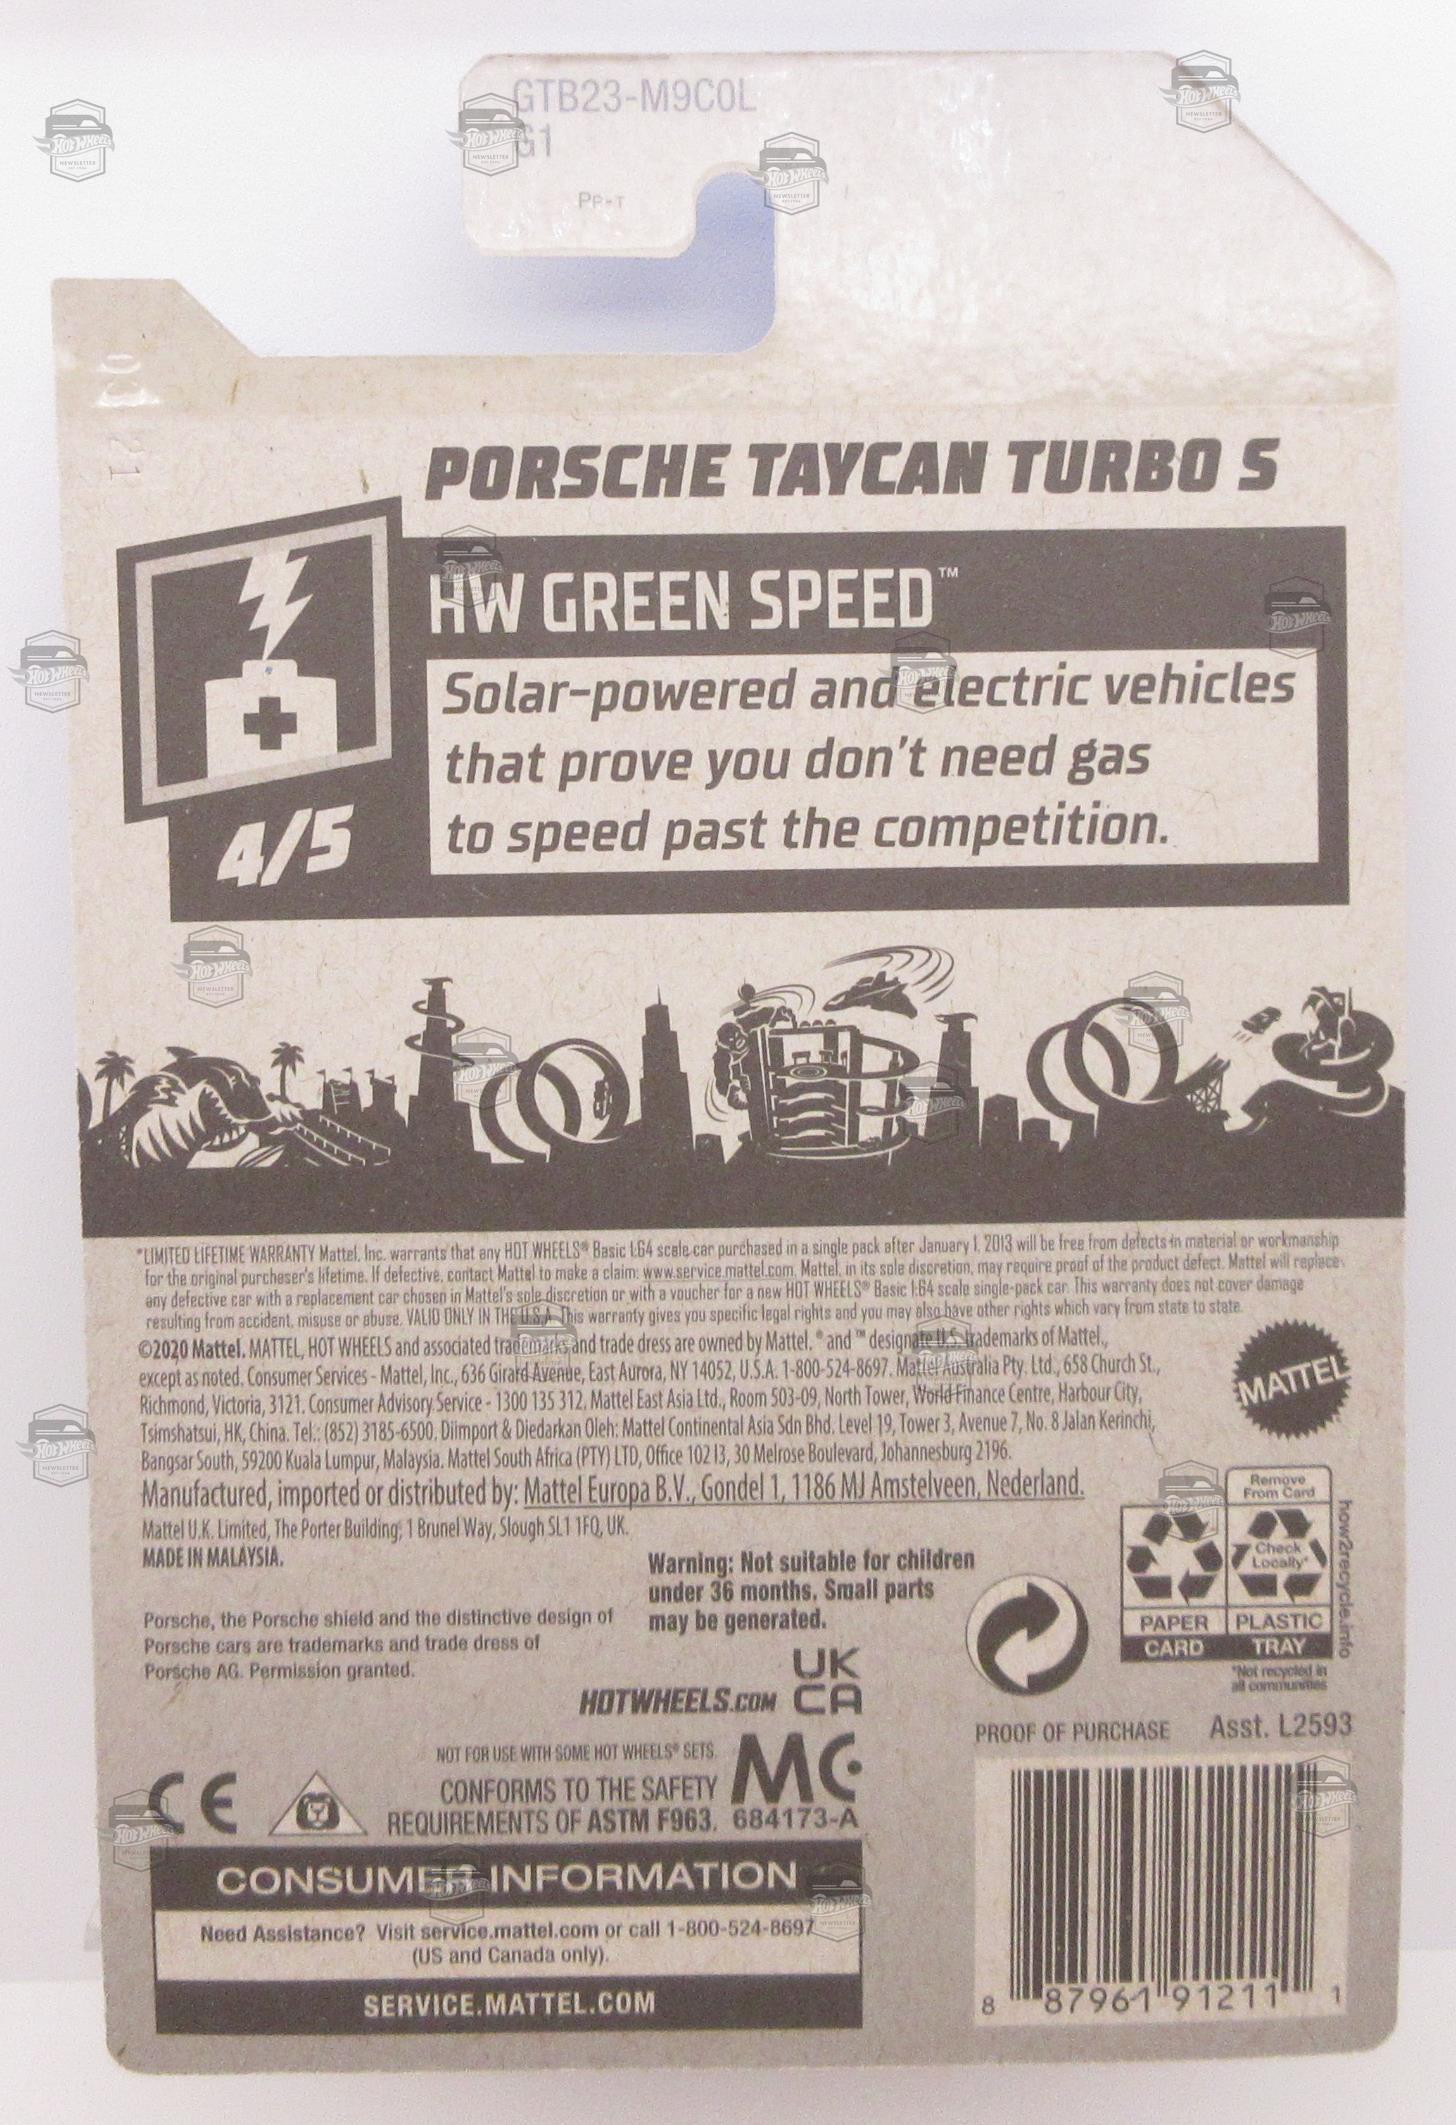 GTB23-M9C0L
G1
PP-T
03
21
PORSCHE TAYCAN TURBO S
HW GREEN SPEED™
Solar-powered and electric vehicles
that prove you don't need gas
to speed past the competition.
4/5
*LIMITED LIFETIME WARRANTY Mattel, Inc. warrants that any HOT WHEELS® Basic 1:64 scale car purchased in a single pack after January 1, 2013 will be free from defects in material or workmanship
for the original purchaser's lifetime. If defective, contact Mattel to make a claim: www.service.mattel.com. Mattel, in its sole discretion, may require proof of the product defect. Mattel will replace
any defective car with a replacement car chosen in Mattel's sole discretion or with a voucher for a new HOT WHEELS® Basic 1:64 scale single-pack car. This warranty does not cover damage
resulting from accident, misuse or abuse. VALID ONLY IN THE U.S.A. This warranty gives you specific legal rights and you may also have other rights which vary from state to state.
©2020 Mattel. MATTEL, HOT WHEELS and associated trademarks and trade dress are owned by Mattel. ® and ™ designate U.S. trademarks of Mattel,
except as noted. Consumer Services - Mattel, Inc., 636 Girard Avenue, East Aurora, NY 14052, U.S.A. 1-800-524-8697. Mattel Australia Pty. Ltd., 658 Church St.,
Richmond, Victoria, 3121. Consumer Advisory Service - 1300 135 312. Mattel East Asia Ltd., Room 503-09, North Tower, World Finance Centre, Harbour City,
Tsimshatsui, HK, China. Tel.: (852) 3185-6500. Diimport & Diedarkan Oleh: Mattel Continental Asia Sdn Bhd. Level 19, Tower 3, Avenue 7, No. 8 Jalan Kerinchi,
Bangsar South, 59200 Kuala Lumpur, Malaysia. Mattel South Africa (PTY) LTD, Office 102 I3, 30 Melrose Boulevard, Johannesburg 2196.
Manufactured, imported or distributed by: Mattel Europa B.V., Gondel 1, 1186 MJ Amstelveen, Nederland.
Mattel U.K. Limited, The Porter Building, 1 Brunel Way, Slough SL1 1FQ, UK.
MADE IN MALAYSIA.
MATTEL
Warning: Not suitable for children
under 36 months. Small parts
may be generated.
Porsche, the Porsche shield and the distinctive design of
Porsche cars are trademarks and trade dress of
Porsche AG. Permission granted.
Remove
From Card
Check
Locally*
PAPER
PLASTIC
CARD
TRAY
*Not recycled in
all communities
how2recycle.info
UK
CA
HOTWHEELS.COM
NOT FOR USE WITH SOME HOT WHEELS® SETS.
CONFORMS TO THE SAFETY
REQUIREMENTS OF ASTM F963.
MC
684173-A
CE
PROOF OF PURCHASE
Asst. L2593
CONSUMER INFORMATION
Need Assistance? Visit service.mattel.com or call 1-800-524-8697
(US and Canada only).
SERVICE.MATTEL.COM
8 87961 91211 1
HOT WHEELS
NEWSLETTER